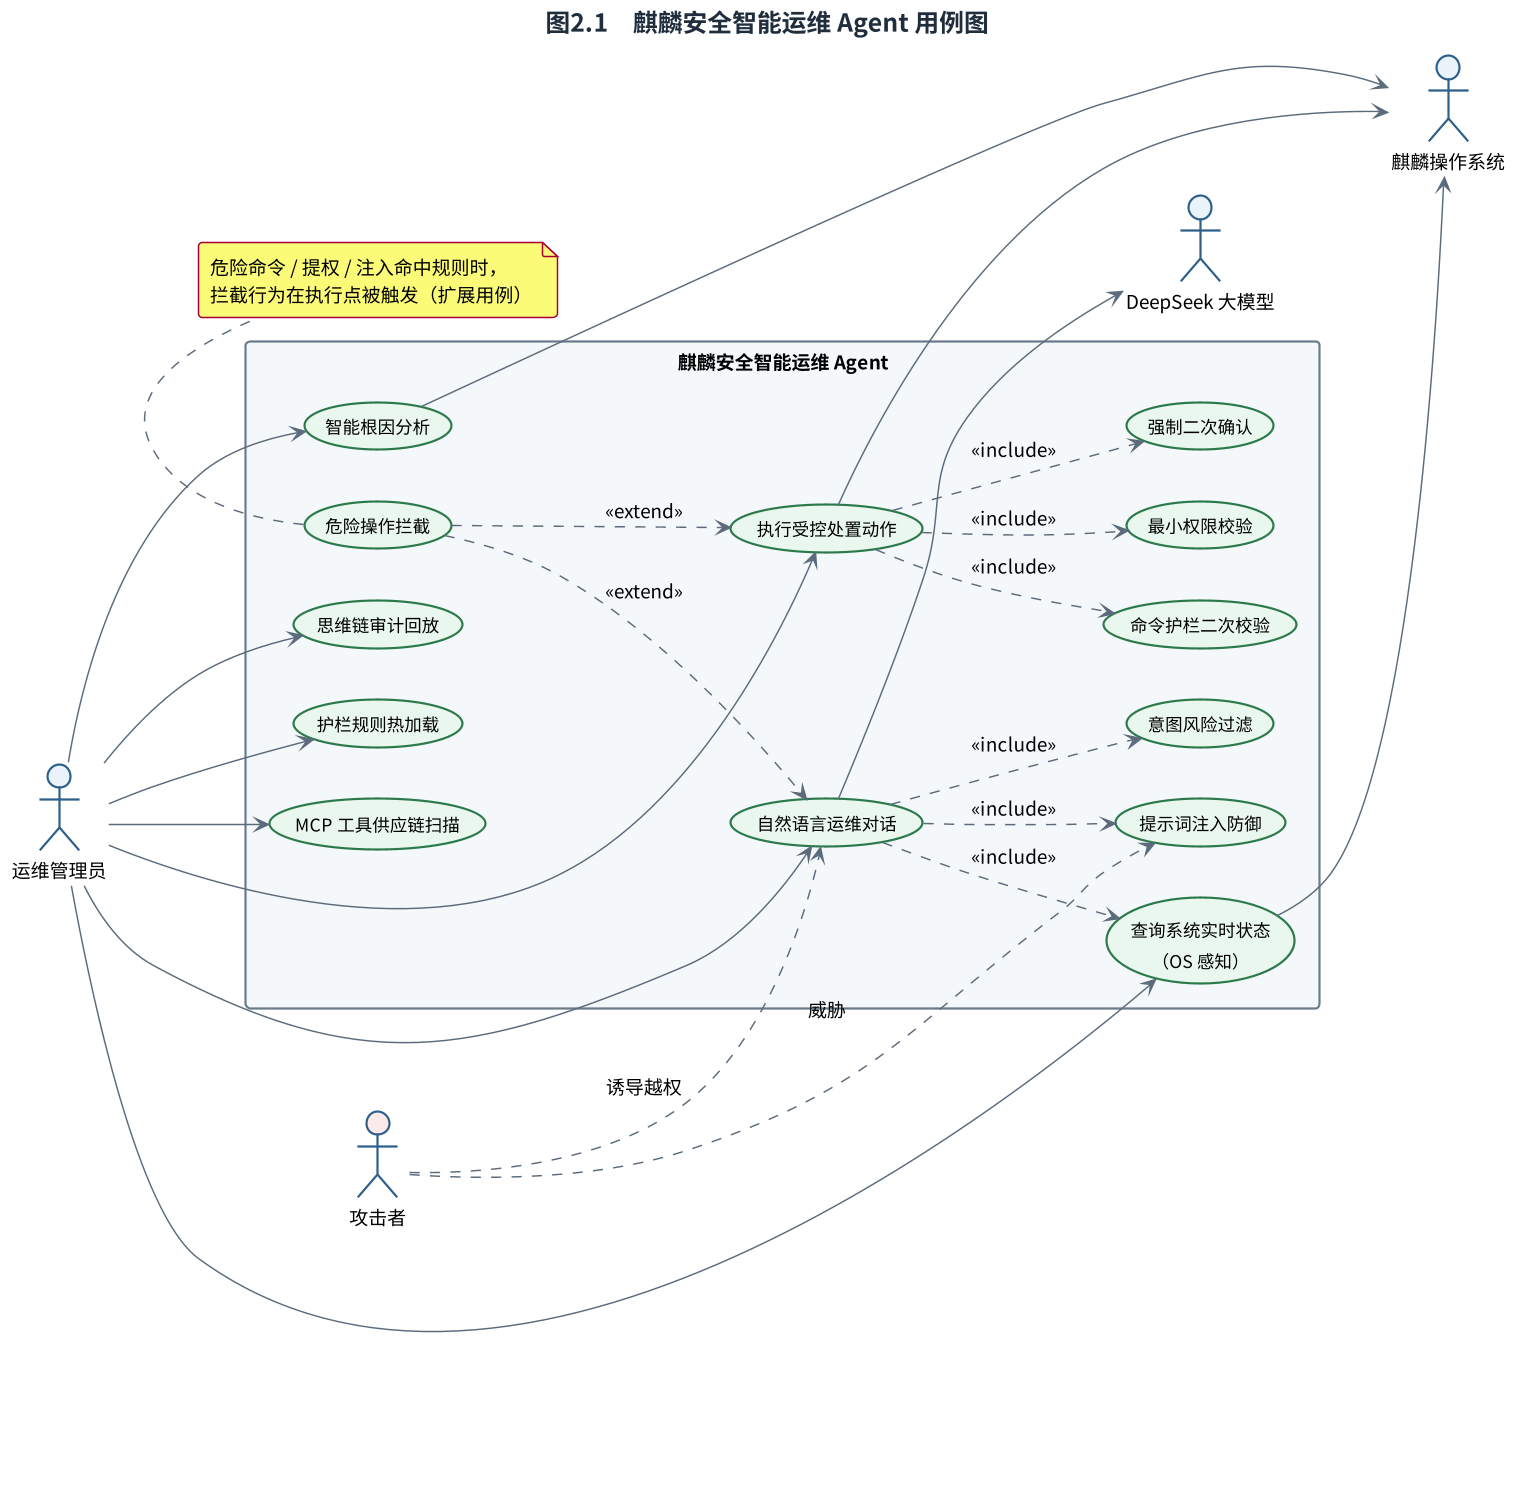 图2.1 麒麟安全智能运维 Agent 用例图
麒麟操作系统
DeepSeek 大模型
危险命令 / 提权 / 注入命中规则时，
拦截行为在执行点被触发（扩展用例）
麒麟安全智能运维 Agent
智能根因分析
强制二次确认
«include»
危险操作拦截
«extend»
执行受控处置动作
«include»
最小权限校验
«include»
«extend»
思维链审计回放
命令护栏二次校验
护栏规则热加载
意图风险过滤
«include»
MCP 工具供应链扫描
自然语言运维对话
«include»
提示词注入防御
«include»
运维管理员
查询系统实时状态
（OS 感知）
威胁
诱导越权
攻击者